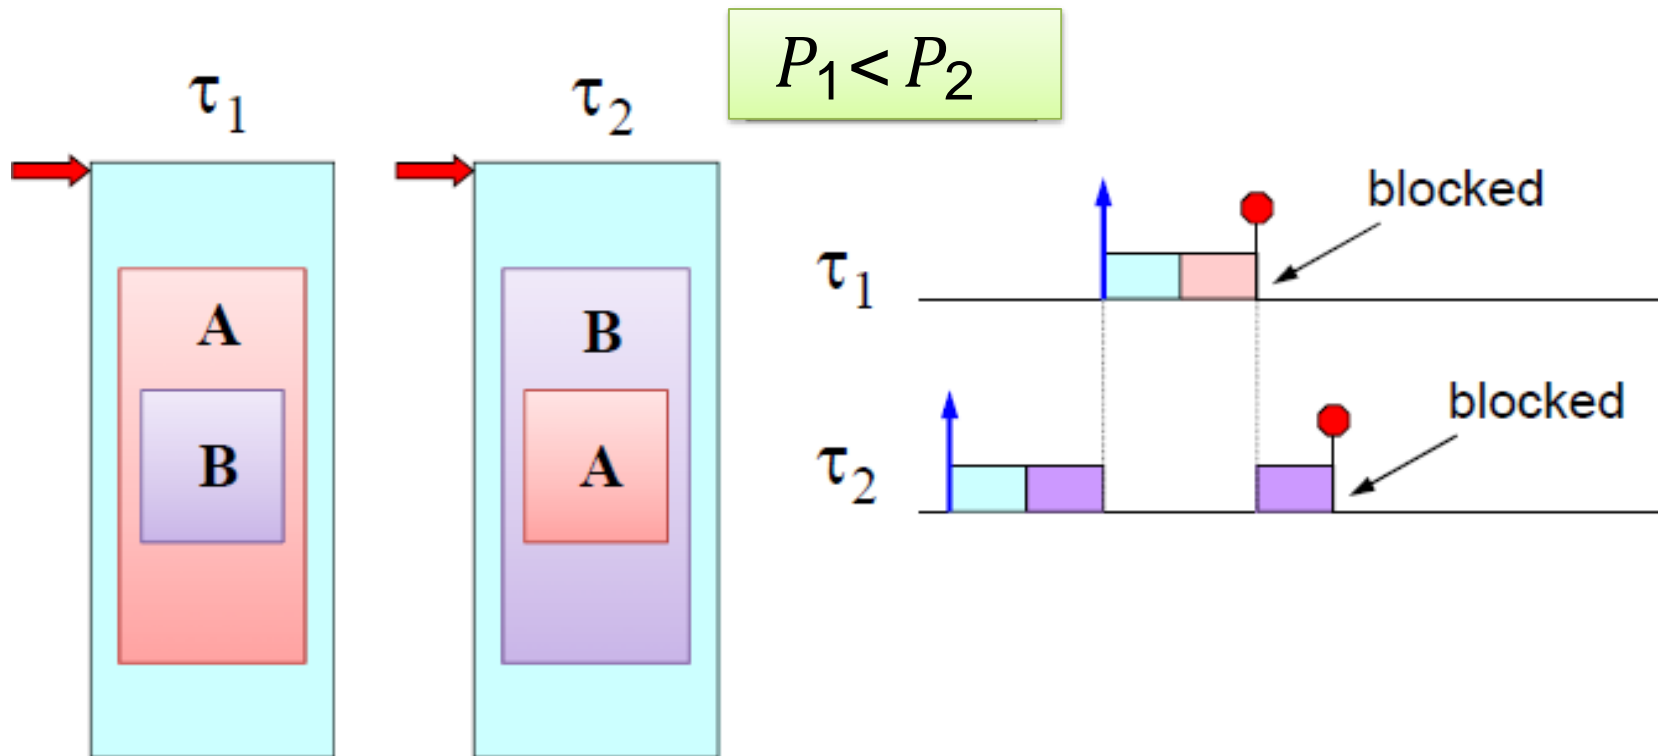 P₁ < P₂
τ₁
τ₂
A
B
B
A
blocked
τ₁
blocked
τ₂